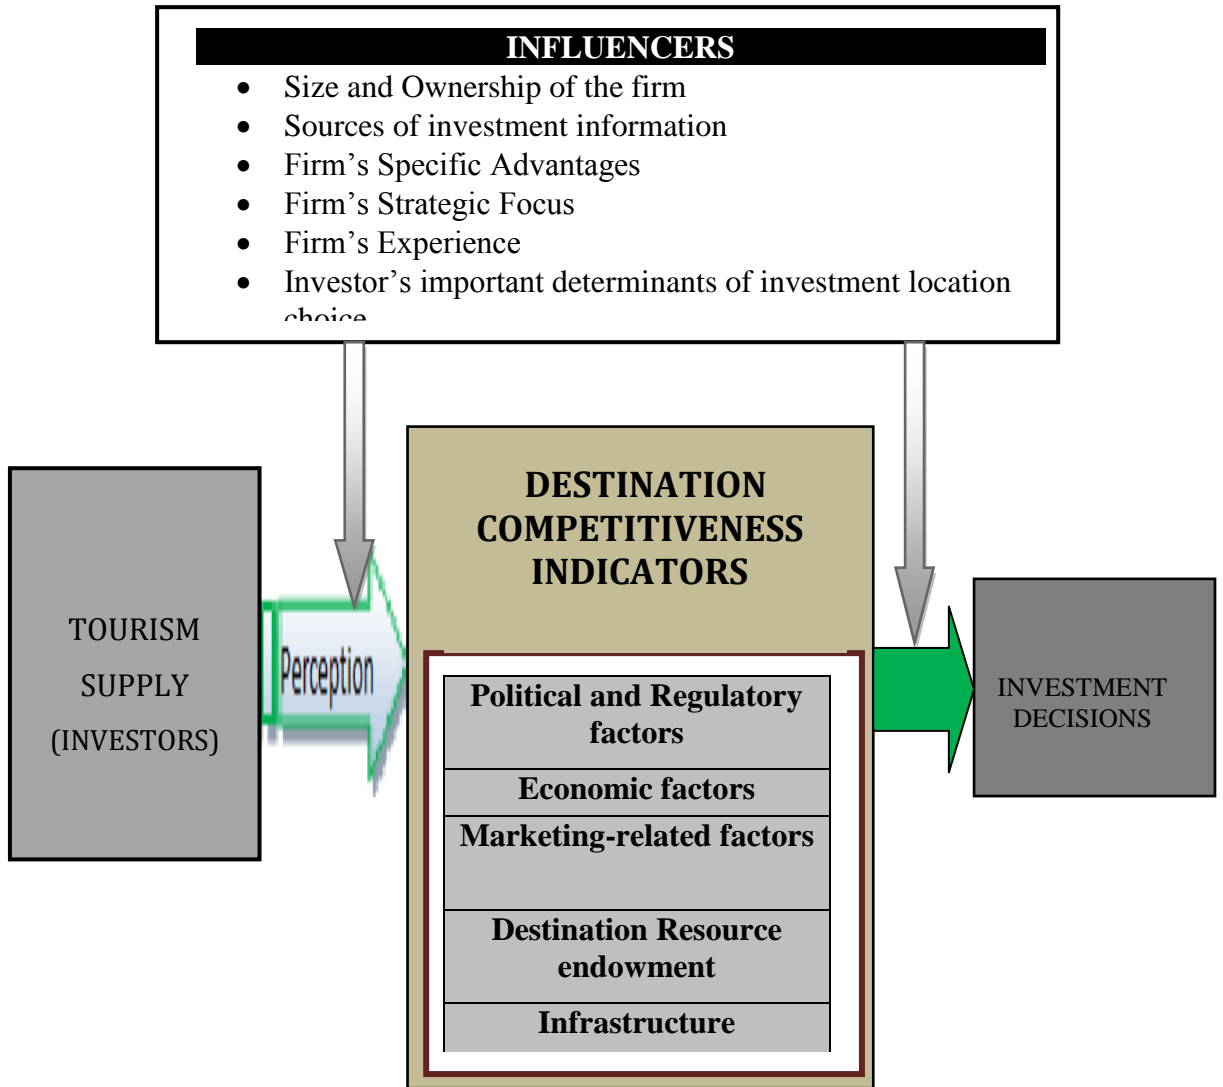 INFLUENCERS
• Size and Ownership of the firm
• Sources of investment information
• Firm’s Specific Advantages
• Firm’s Strategic Focus
• Firm’s Experience
• Investor’s important determinants of investment location
choice
TOURISM
SUPPLY
(INVESTORS)
Perception
DESTINATION
COMPETITIVENESS
INDICATORS
Political and Regulatory
factors
Economic factors
Marketing-related factors
Destination Resource
endowment
Infrastructure
INVESTMENT
DECISIONS